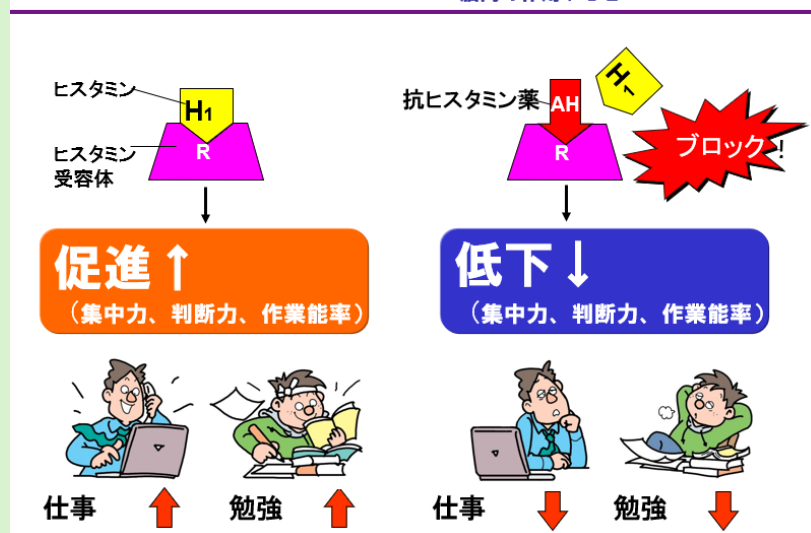 ヒスタミン
H1
ヒスタミン
受容体
R
促進↑
（集中力、判断力、作業能率）
仕事
勉強
抗ヒスタミン薬
AH
H1
R
ブロック！
低下↓
（集中力、判断力、作業能率）
仕事
勉強